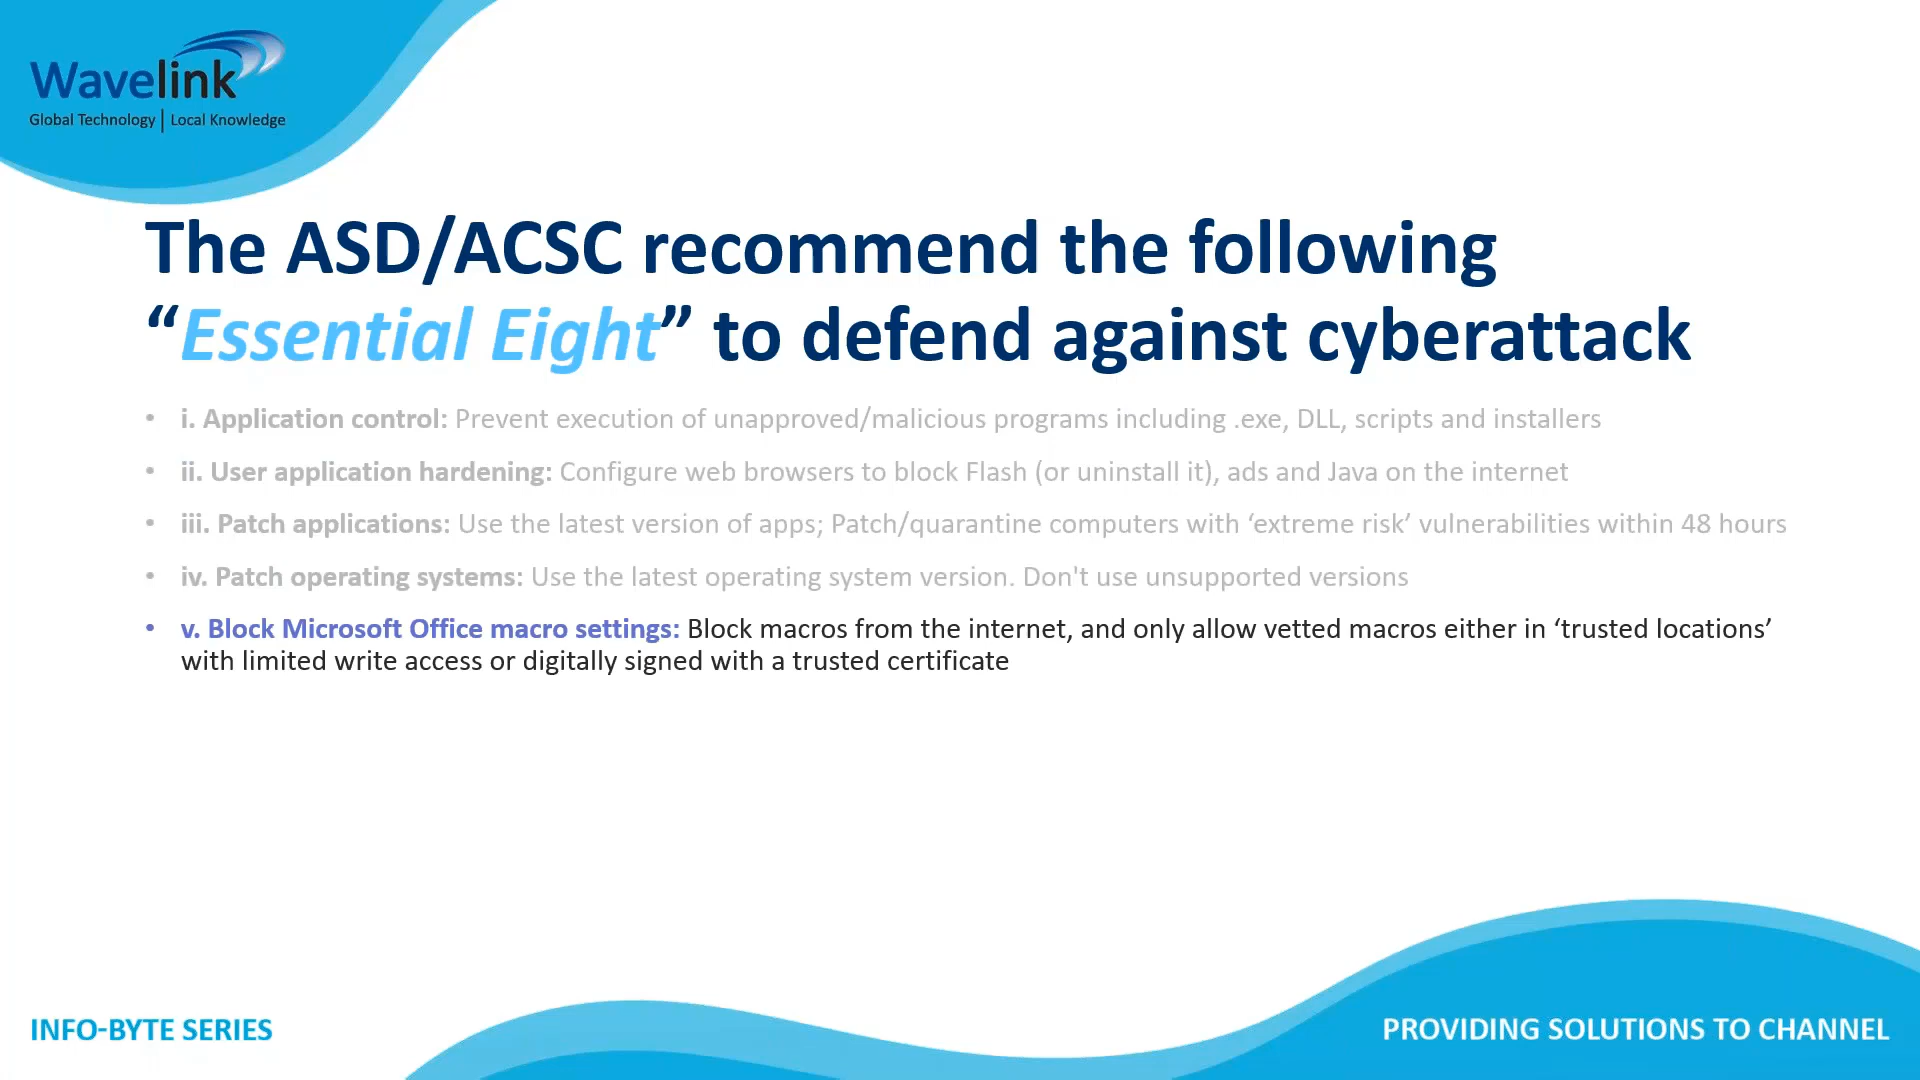 Wavelink
Global Technology | Local Knowledge
The ASD/ACSC recommend the following
“Essential Eight” to defend against cyberattack
• i. Application control: Prevent execution of unapproved/malicious programs including .exe, DLL, scripts and installers
• ii. User application hardening: Configure web browsers to block Flash (or uninstall it), ads and Java on the internet
• iii. Patch applications: Use the latest version of apps; Patch/quarantine computers with ‘extreme risk’ vulnerabilities within 48 hours
• iv. Patch operating systems: Use the latest operating system version. Don't use unsupported versions
• v. Block Microsoft Office macro settings: Block macros from the internet, and only allow vetted macros either in ‘trusted locations’
with limited write access or digitally signed with a trusted certificate
INFO-BYTE SERIES
PROVIDING SOLUTIONS TO CHANNEL